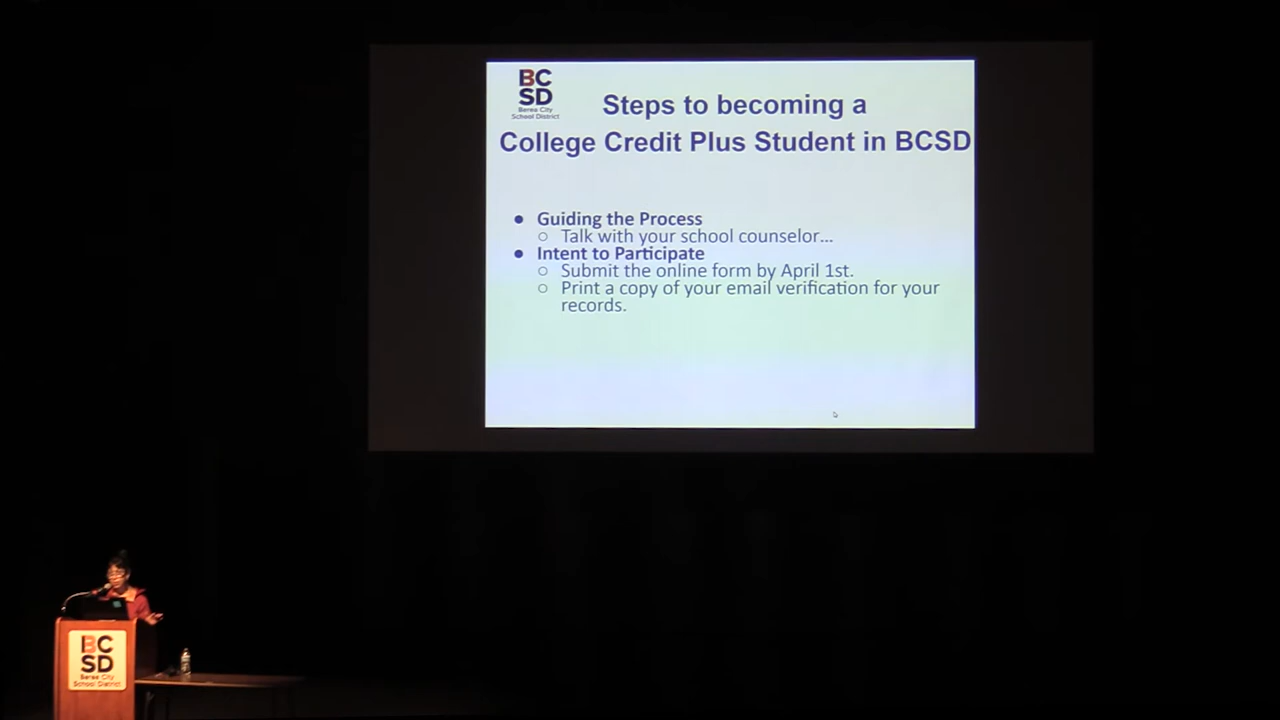 BC
SD
Berea City
School District
Steps to becoming a
College Credit Plus Student in BCSD
● Guiding the Process
○ Talk with your school counselor...
● Intent to Participate
○ Submit the online form by April 1st.
○ Print a copy of your email verification for your
records.
BC
SD
Berea City
School District